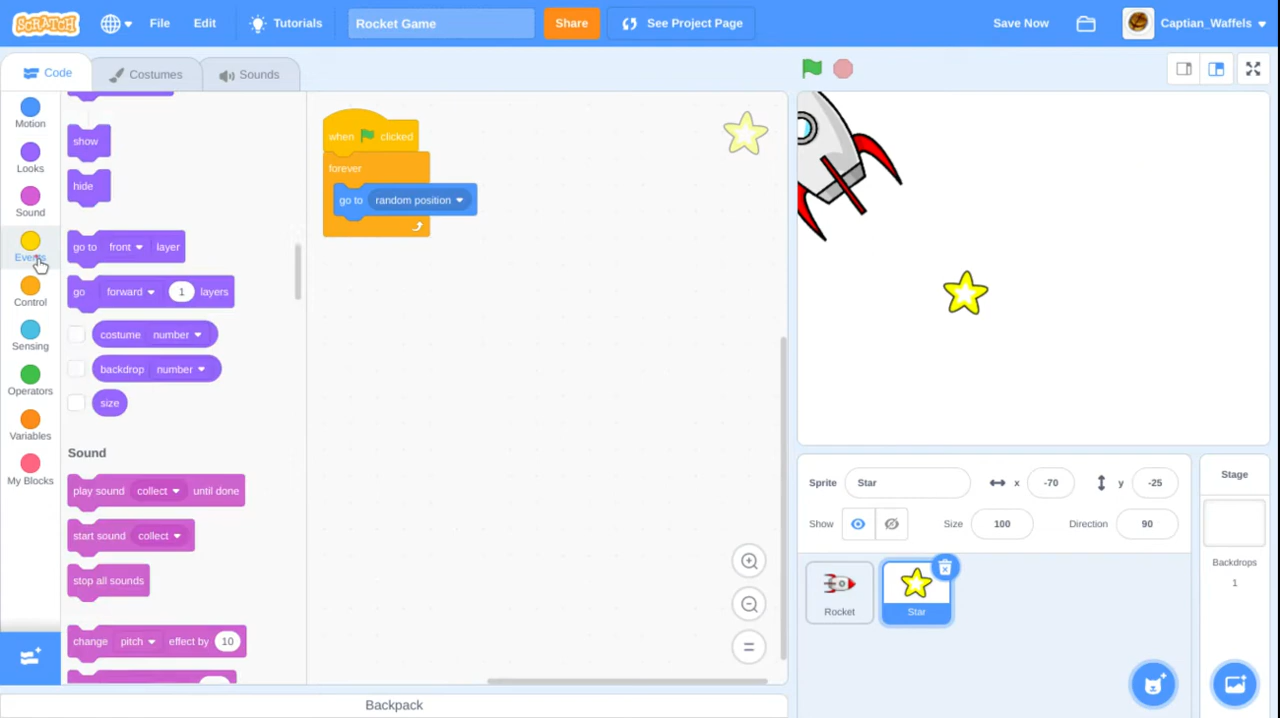 SCRATCH
File
Edit
Tutorials
Rocket Game
Share
See Project Page
Save Now
Captian_Waffels
Code
Costumes
Sounds
Motion
Looks
Sound
Events
Control
Sensing
Operators
Variables
My Blocks
show
hide
go to front layer
go forward 1 layers
costume number
backdrop number
size
Sound
play sound collect until done
start sound collect
stop all sounds
change pitch effect by 10
when clicked
forever
go to random position
Backpack
Sprite Star x -70 y -25
Show Size 100 Direction 90
Rocket
Star
Stage
Backdrops
1